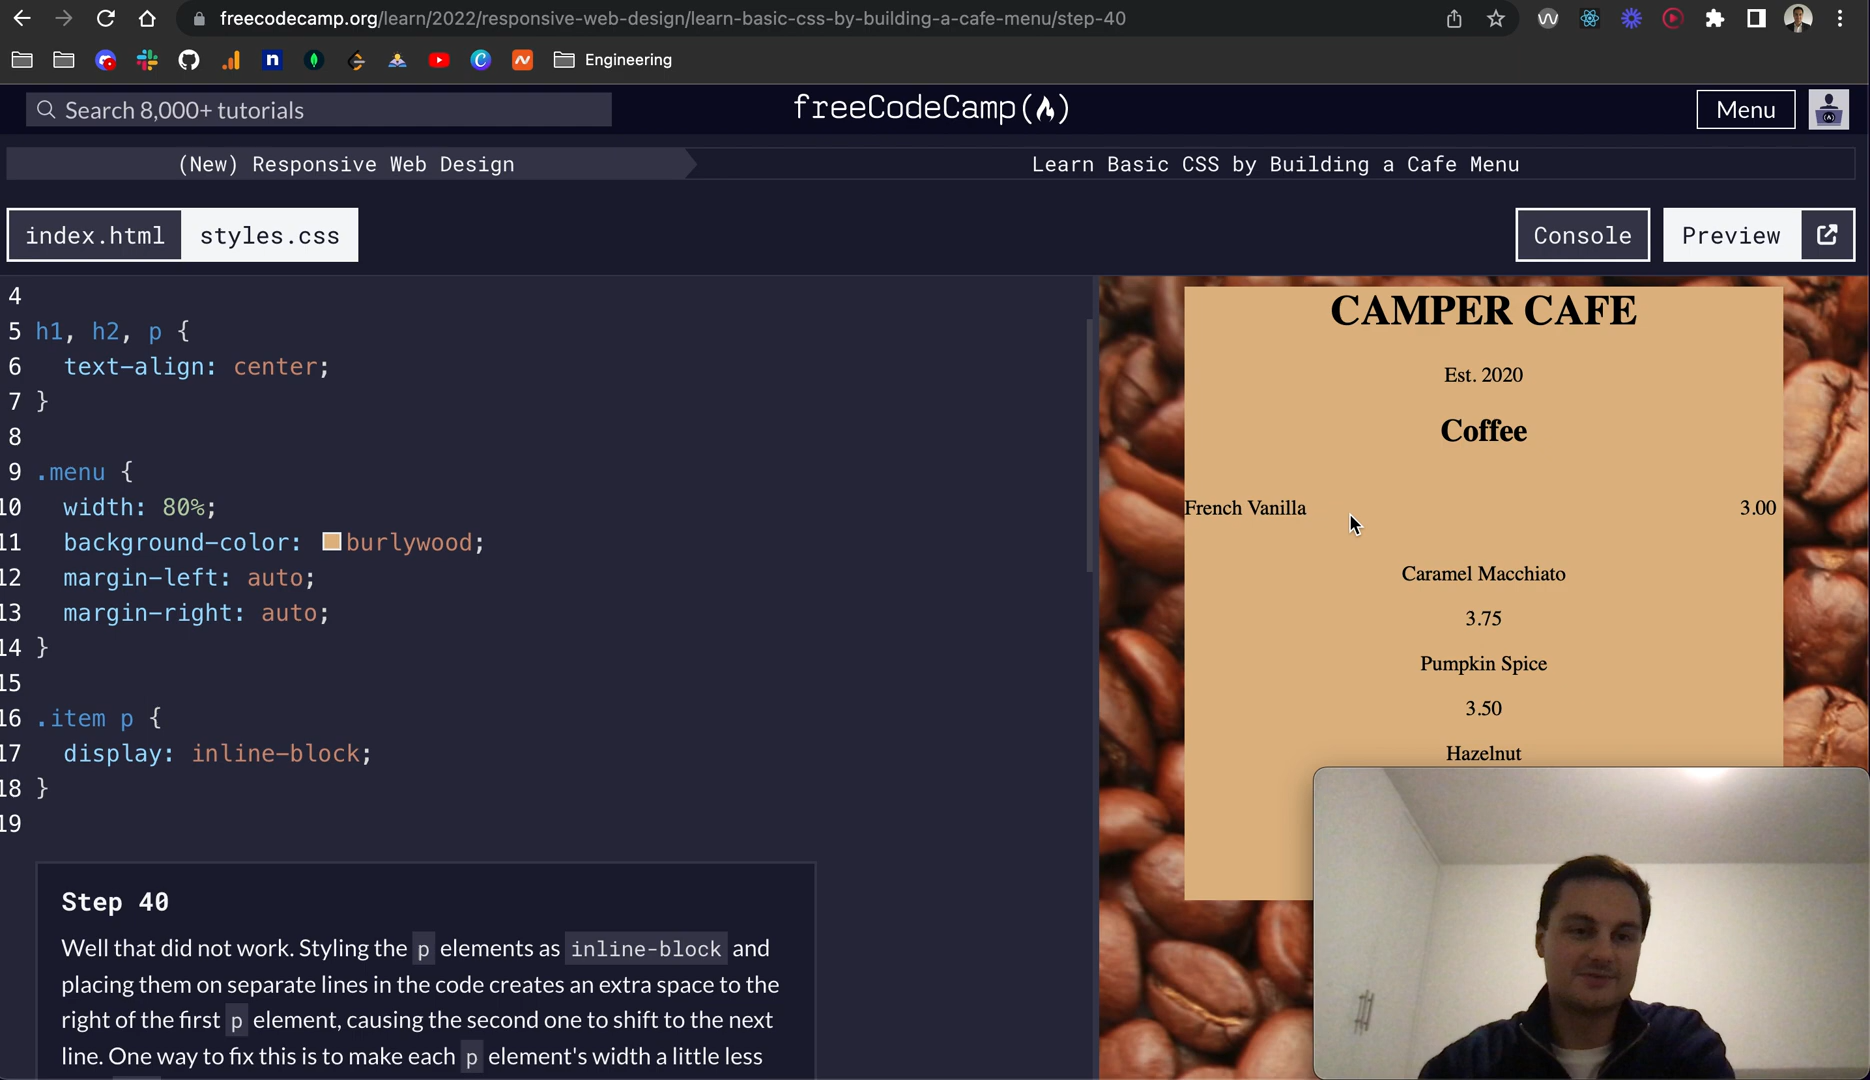 freecodecamp.org/learn/2022/responsive-web-design/learn-basic-css-by-building-a-cafe-menu/step-40
Engineering
Search 8,000+ tutorials
freeCodeCamp
Menu
(New) Responsive Web Design
Learn Basic CSS by Building a Cafe Menu
index.html
styles.css
Console
Preview
4
5 h1, h2, p {
6 text-align: center;
7 }
8
9 .menu {
10 width: 80%;
11 background-color: burlywood;
12 margin-left: auto;
13 margin-right: auto;
14 }
15
16 .item p {
17 display: inline-block;
18 }
19
Step 40
Well that did not work. Styling the p elements as inline-block and
placing them on separate lines in the code creates an extra space to the
right of the first p element, causing the second one to shift to the next
line. One way to fix this is to make each p element's width a little less
CAMPER CAFE
Est. 2020
Coffee
French Vanilla 3.00
Caramel Macchiato
3.75
Pumpkin Spice
3.50
Hazelnut